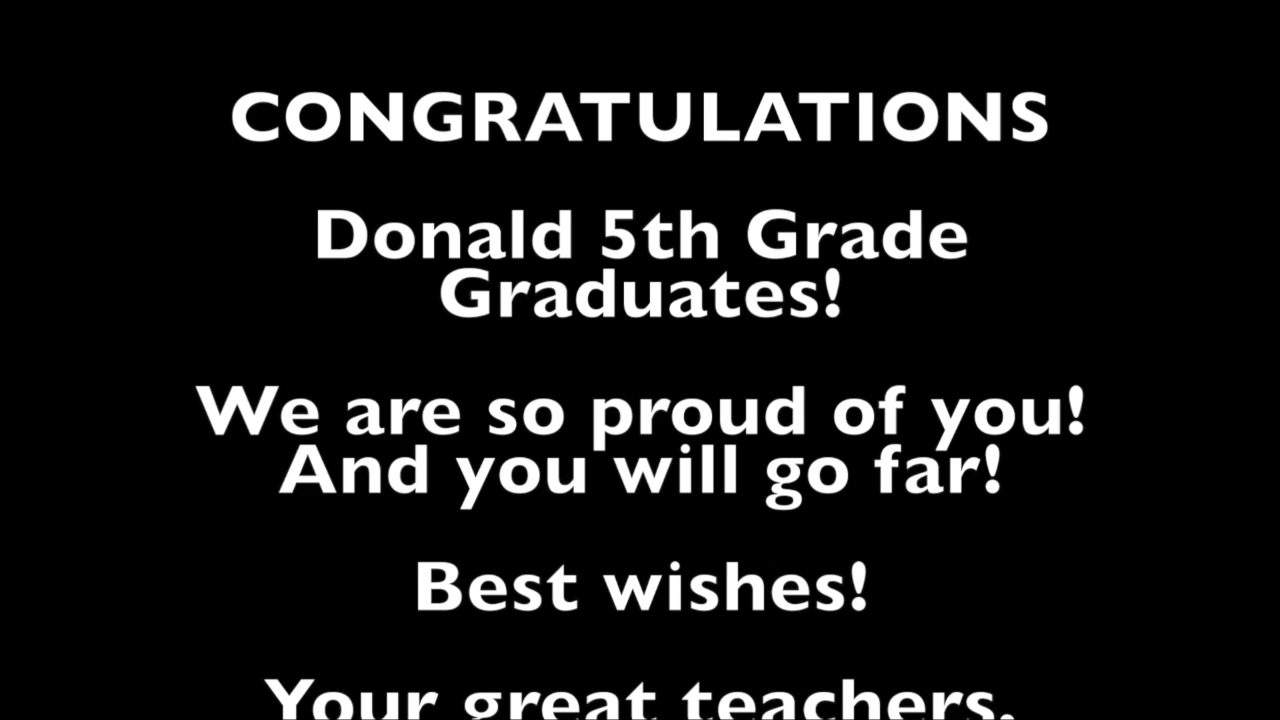 CONGRATULATIONS
Donald 5th Grade
Graduates!
We are so proud of you!
And you will go far!
Best wishes!
Your great teachers,